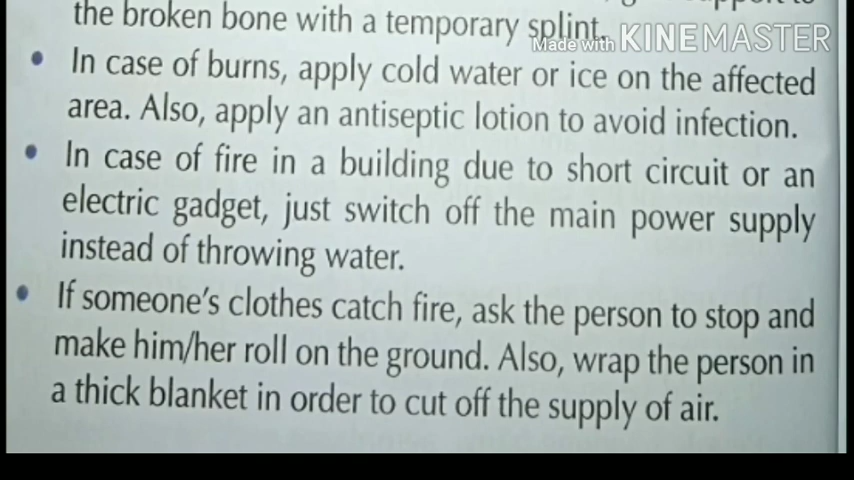 the broken bone with a temporary splint.
Made with KINEMASTER
In case of burns, apply cold water or ice on the affected
area. Also, apply an antiseptic lotion to avoid infection.
In case of fire in a building due to short circuit or an
electric gadget, just switch off the main power supply
instead of throwing water.
If someone's clothes catch fire, ask the person to stop and
make him/her roll on the ground. Also, wrap the person in
a thick blanket in order to cut off the supply of air.